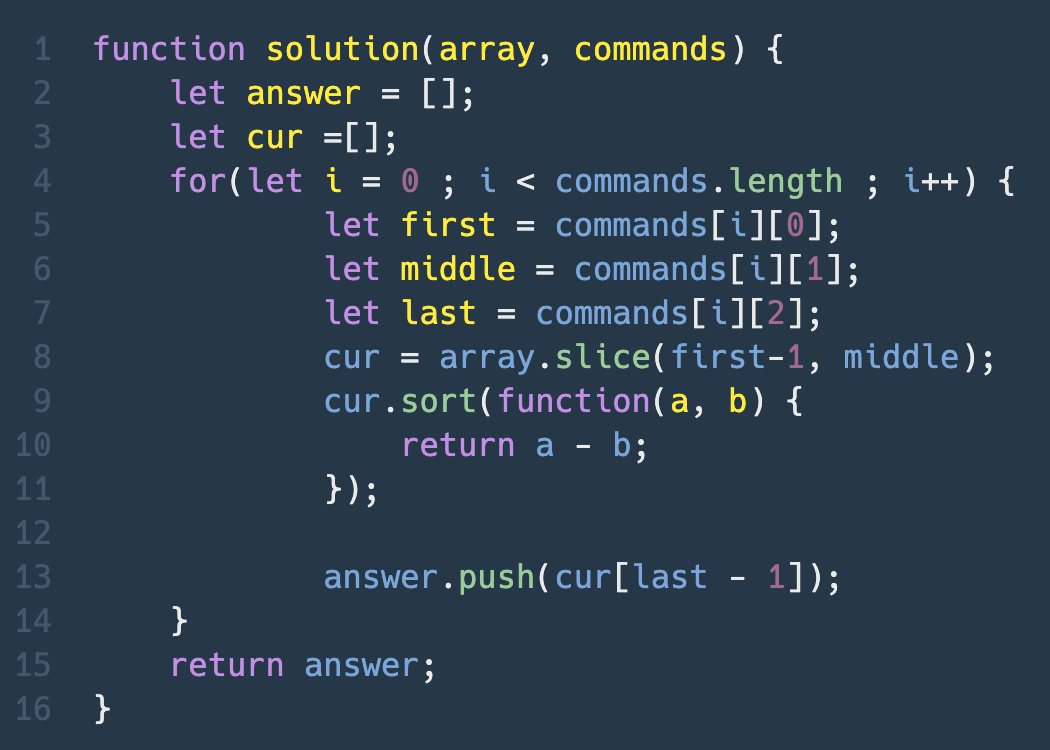 1 function solution(array, commands) {
2 let answer = [];
3 let cur =[];
4 for(let i = 0 ; i < commands.length ; i++) {
5 let first = commands[i][0];
6 let middle = commands[i][1];
7 let last = commands[i][2];
8 cur = array.slice(first-1, middle);
9 cur.sort(function(a, b) {
10 return a - b;
11 });
12
13 answer.push(cur[last - 1]);
14 }
15 return answer;
16 }